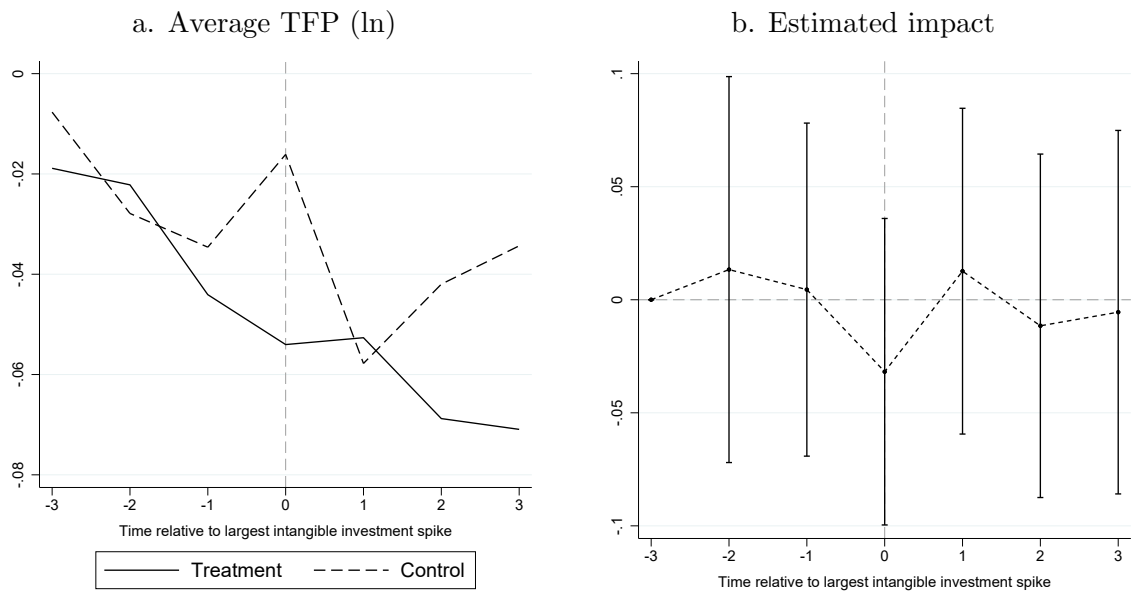 a. Average TFP (ln)
0
-.02
-.04
-.06
-.08
-3 -2 -1 0 1 2 3
Time relative to largest intangible investment spike
Treatment Control
b. Estimated impact
.1
.05
0
-.05
-.1
-3 -2 -1 0 1 2 3
Time relative to largest intangible investment spike